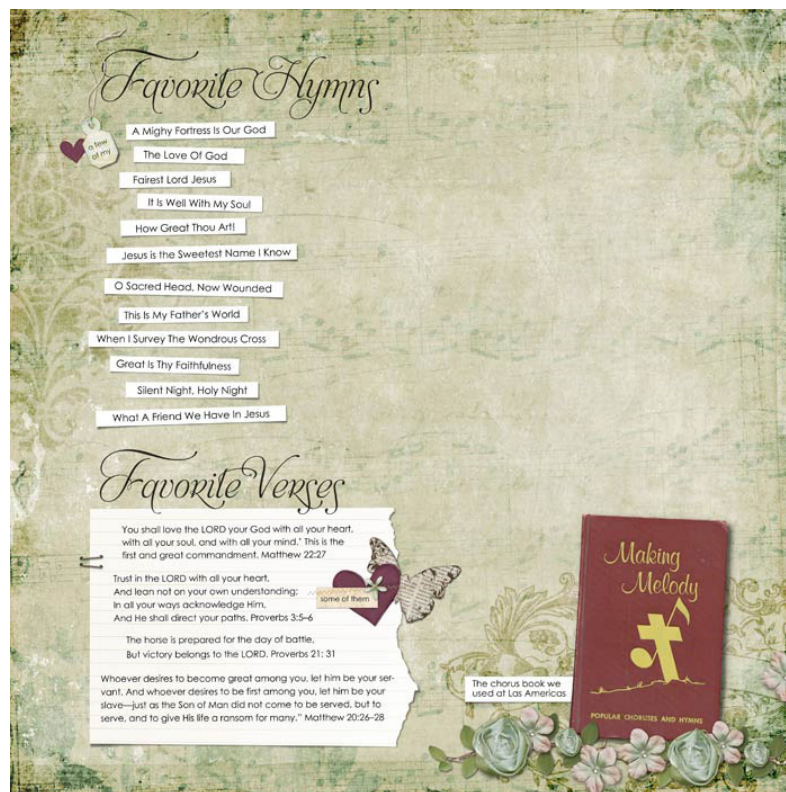 Favorite Hymns
a few
of my
A Mighy Fortress Is Our God
The Love Of God
Fairest Lord Jesus
It Is Well With My Soul
How Great Thou Art!
Jesus is the Sweetest Name I Know
O Sacred Head, Now Wounded
This Is My Father's World
When I Survey The Wondrous Cross
Great Is Thy Faithfulness
Silent Night, Holy Night
What A Friend We Have In Jesus
Favorite Verses
You shall love the LORD your God with all your heart,
with all your soul, and with all your mind.' This is the
first and great commandment. Matthew 22:27
Trust in the LORD with all your heart,
And lean not on your own understanding;
In all your ways acknowledge Him,
And He shall direct your paths. Proverbs 3:5–6
some of them
The horse is prepared for the day of battle,
But victory belongs to the LORD. Proverbs 21: 31
Whoever desires to become great among you, let him be your ser-
vant. And whoever desires to be first among you, let him be your
slave—just as the Son of Man did not come to be served, but to
serve, and to give His life a ransom for many." Matthew 20:26–28
Making
Melody
POPULAR CHORUSES AND HYMNS
The chorus book we
used at Las Americas